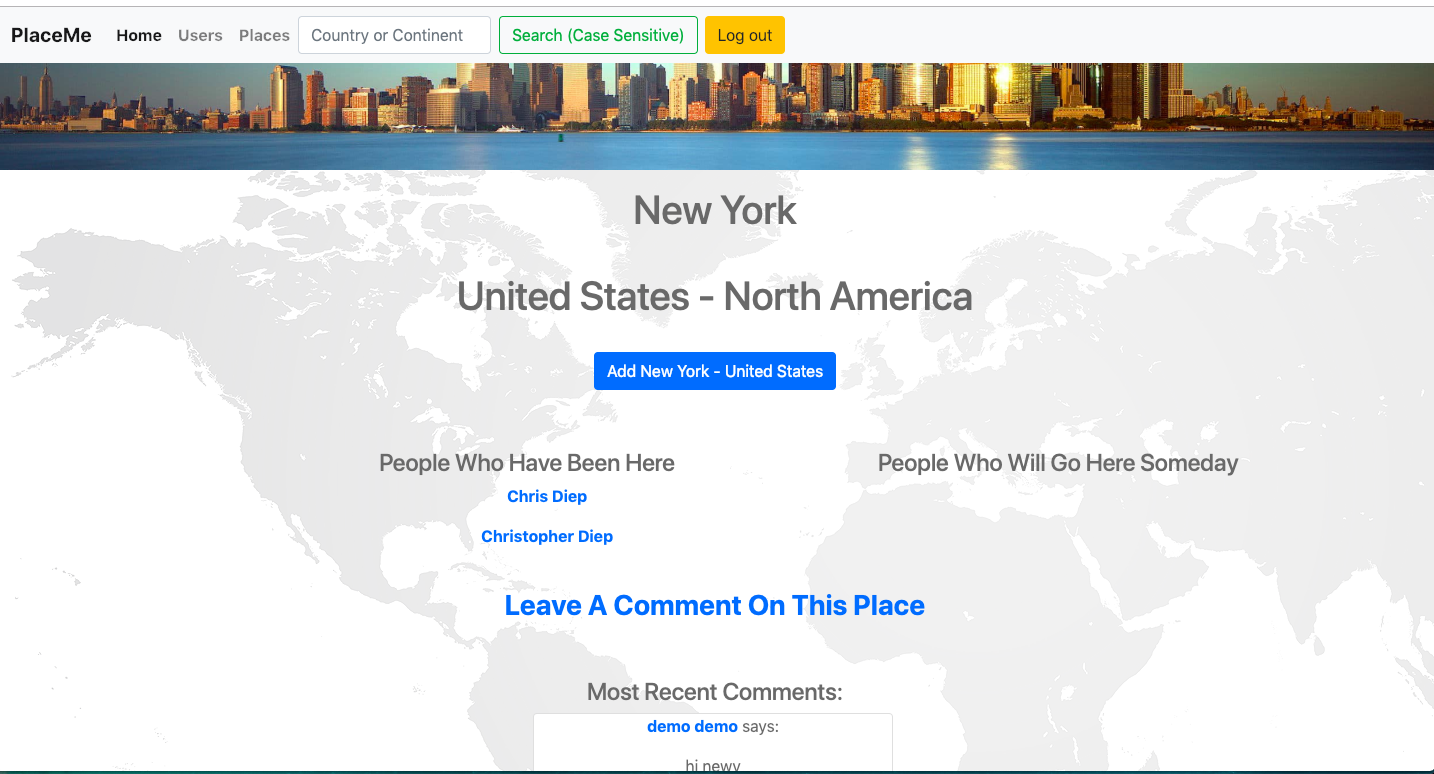 PlaceMe Home Users Places Country or Continent Search (Case Sensitive) Log out
New York
United States - North America
Add New York - United States
People Who Have Been Here People Who Will Go Here Someday
Chris Diep
Christopher Diep
Leave A Comment On This Place
Most Recent Comments:
demo demo says:
hi newy